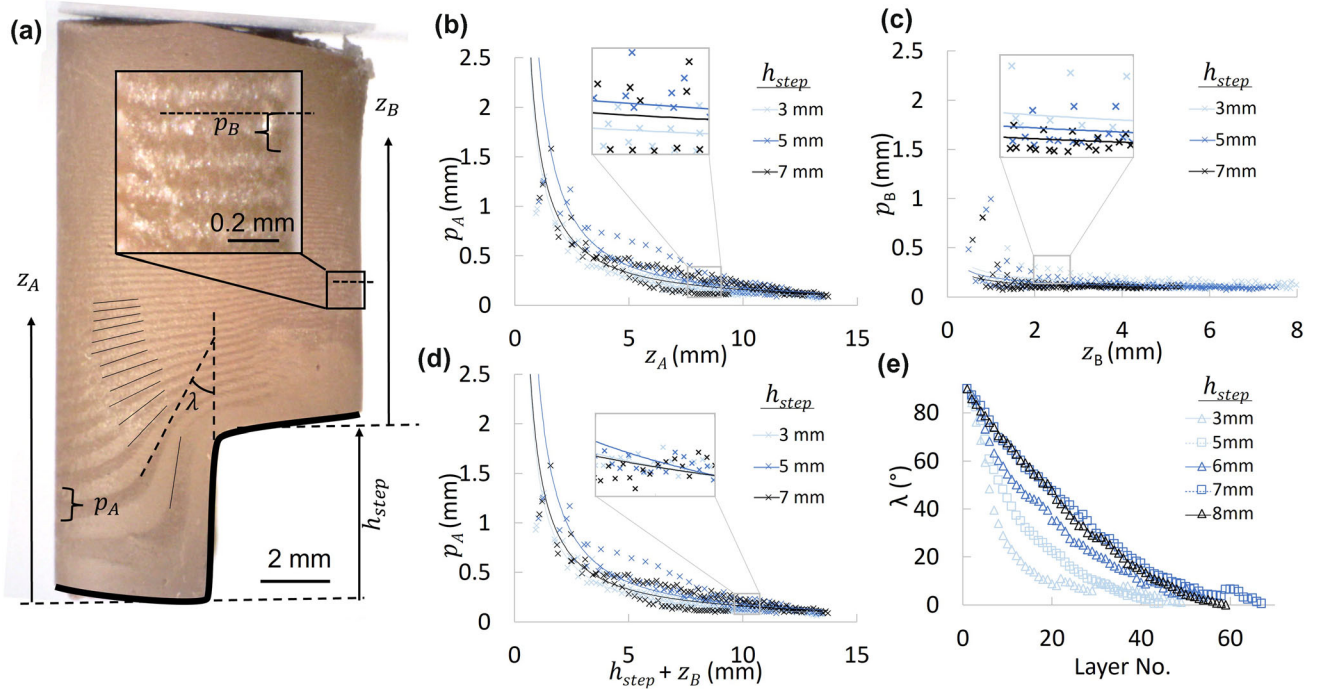 (a)
z_B
p_B
0.2 mm
z_A
λ
p_A
h_step
2 mm
(b)
2.5
2
1.5
1
0.5
0
p_A (mm)
0 5 10 15
z_A (mm)
h_step
3 mm
5 mm
7 mm
(c)
2.5
2
1.5
1
0.5
0
p_B (mm)
0 2 4 6 8
z_B (mm)
h_step
3mm
5mm
7mm
(d)
2.5
2
1.5
1
0.5
0
p_A (mm)
0 5 10 15
h_step + z_B (mm)
h_step
3 mm
5 mm
7 mm
(e)
80
60
40
20
0
λ (°)
0 20 40 60
Layer No.
h_step
3mm
5mm
6mm
7mm
8mm